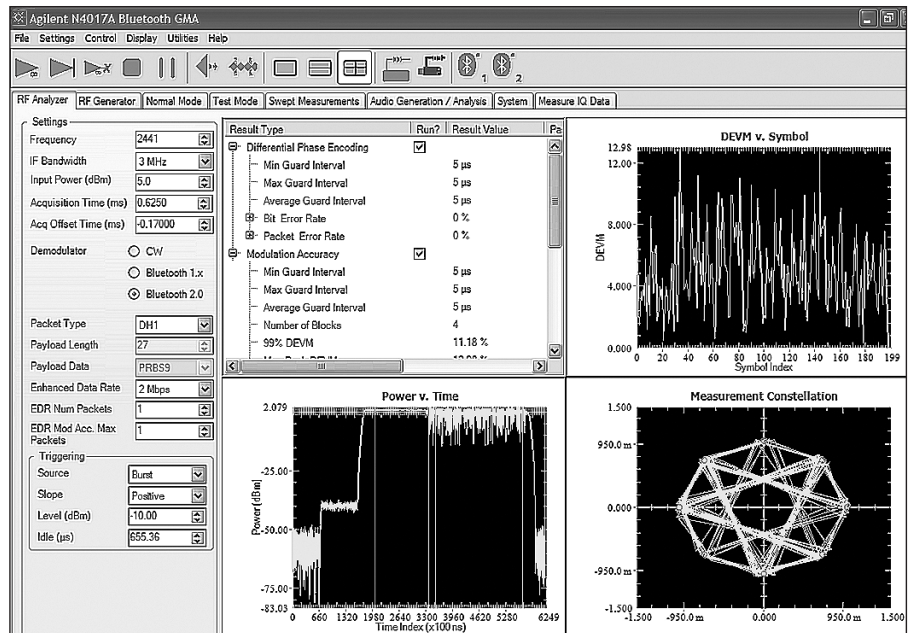 Agilent N4017A Bluetooth GMA
File Settings Control Display Utilities Help
1 2
RF Analyzer RF Generator Normal Mode Test Mode Swept Measurements Audio Generation / Analysis System Measure IQ Data
Settings
Frequency 2441
IF Bandwidth 3 MHz
Input Power (dBm) 5.0
Acquisition Time (ms) 0.6250
Acq Offset Time (ms) -0.17000
Demodulator CW
Bluetooth 1.x
Bluetooth 2.0
Packet Type DH1
Payload Length 27
Payload Data PRBS9
Enhanced Data Rate 2 Mbps
EDR Num Packets 1
EDR Mod Acc. Max Packets 1
Triggering
Source Burst
Slope Positive
Level (dBm) -10.00
Idle (µs) 655.36
Result Type Run? Result Value Pa
Differential Phase Encoding
Min Guard Interval 5 µs
Max Guard Interval 5 µs
Average Guard Interval 5 µs
Bit Error Rate 0 %
Packet Error Rate 0 %
Modulation Accuracy
Min Guard Interval 5 µs
Max Guard Interval 5 µs
Average Guard Interval 5 µs
Number of Blocks 4
99% DEVM 11.18 %
DEVM v. Symbol
12.98
12.00
8.000
4.000
0.000
DEVM
0 20 40 60 80 100 120 140 160 180 199
Symbol Index
Power v. Time
2.079
-25.00
-50.00
-75.00
-83.03
Power (dBm)
0 660 1320 1980 2640 3300 3960 4620 5280 6249
Time Index (x100 ns)
Measurement Constellation
1.500
950.0 m
0.000
-950.0 m
-1.500
-1.500 -950.0 m 0.000 950.0 m 1.500